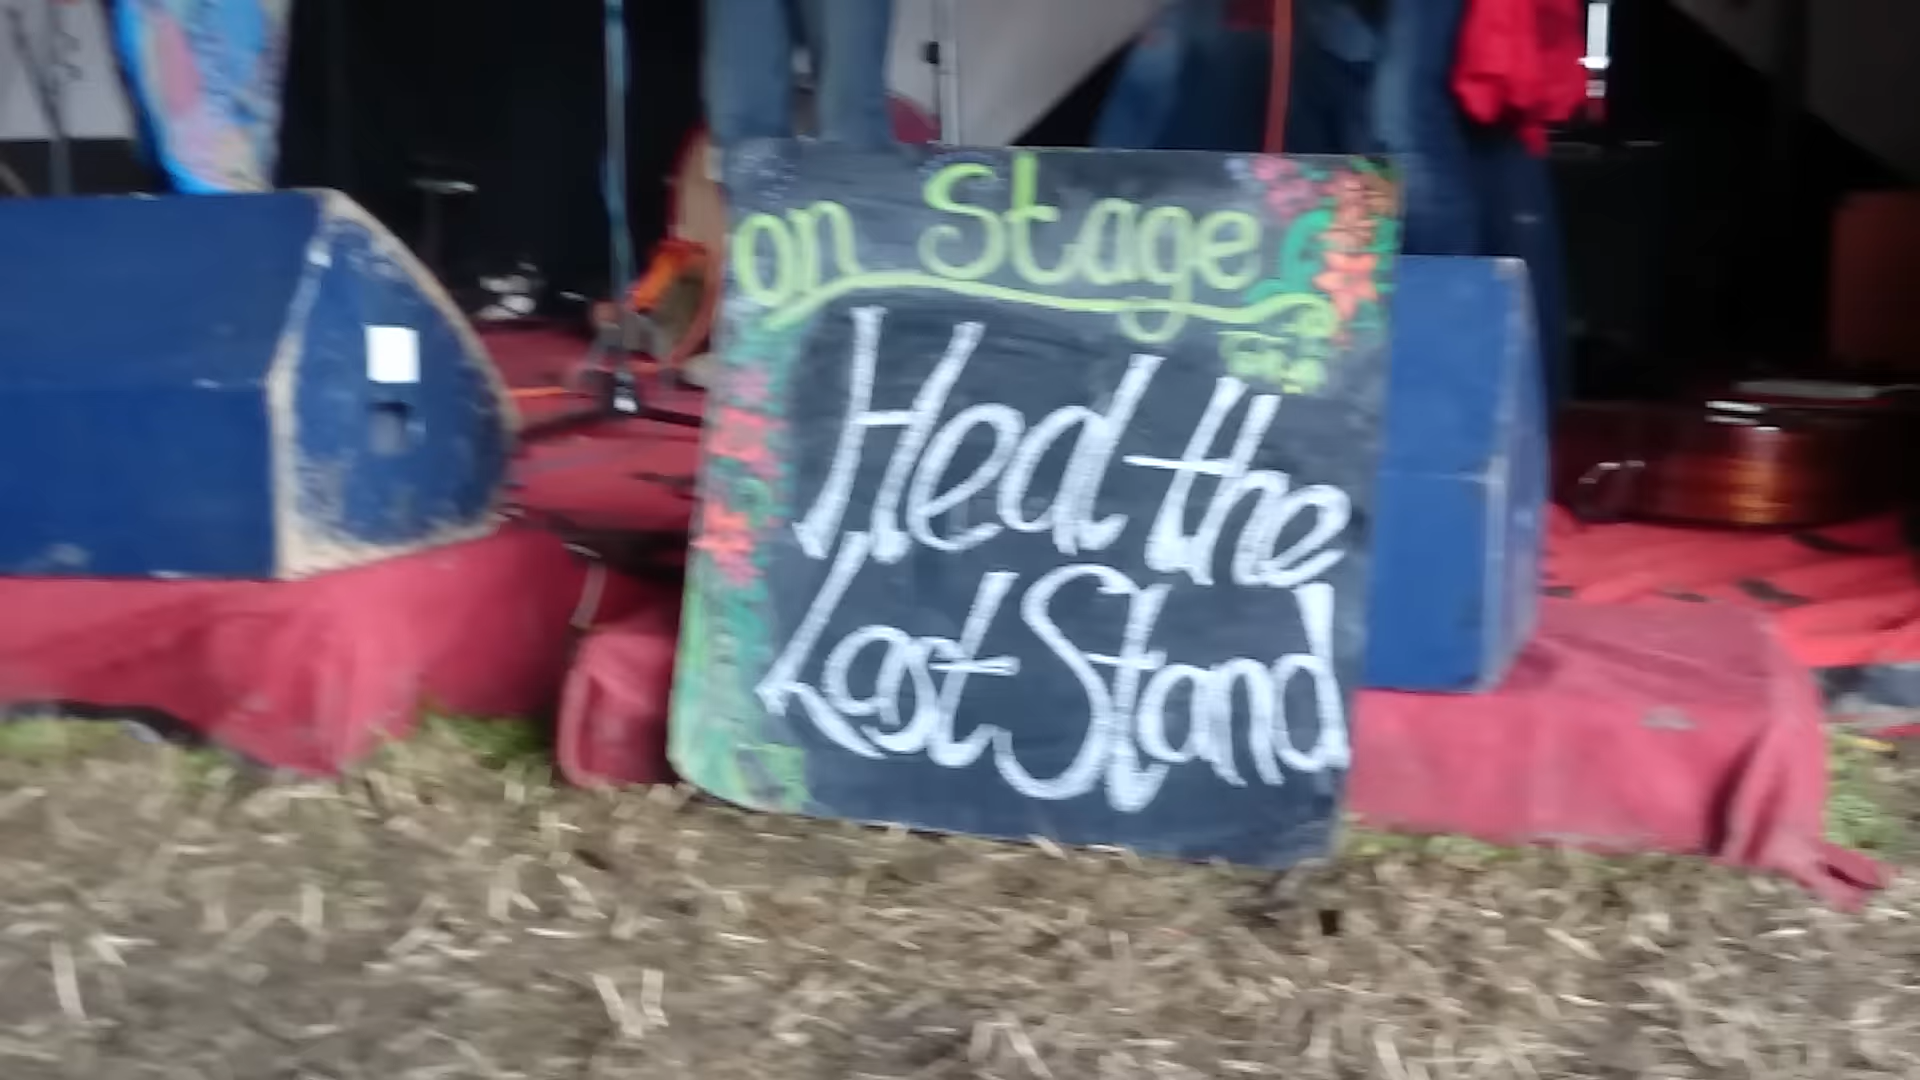 on Stage
Hed the
Last Stand